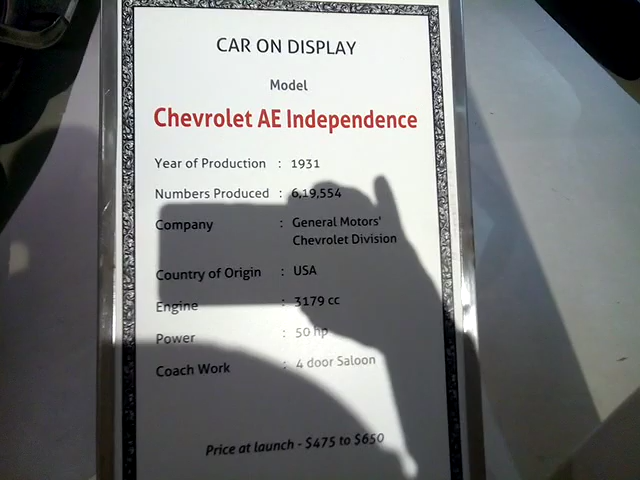 CAR ON DISPLAY
Model
Chevrolet AE Independence
Year of Production : 1931
Numbers Produced : 6,19,554
Company : General Motors'
Chevrolet Division
Country of Origin : USA
Engine : 3179 cc
Power : 50 hp
Coach Work : 4 door Saloon
Price at launch - $475 to $650